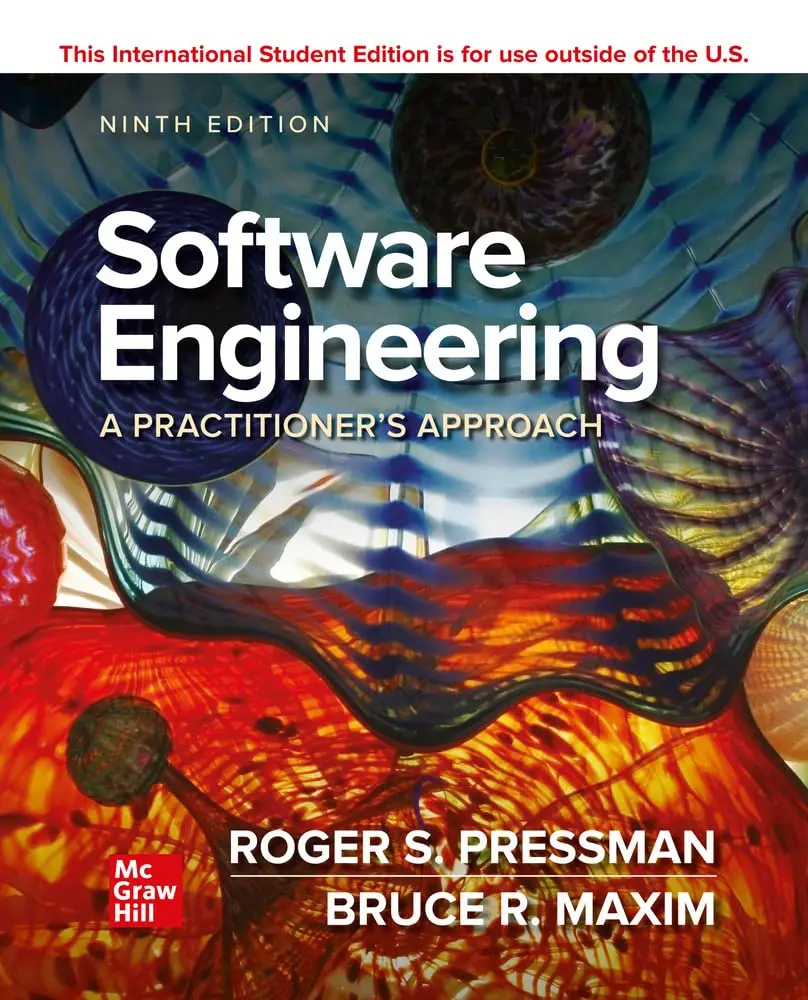 This International Student Edition is for use outside of the U.S.
NINTH EDITION
Software
Engineering
A PRACTITIONER'S APPROACH
ROGER S. PRESSMAN
BRUCE R. MAXIM
Mc
Graw
Hill